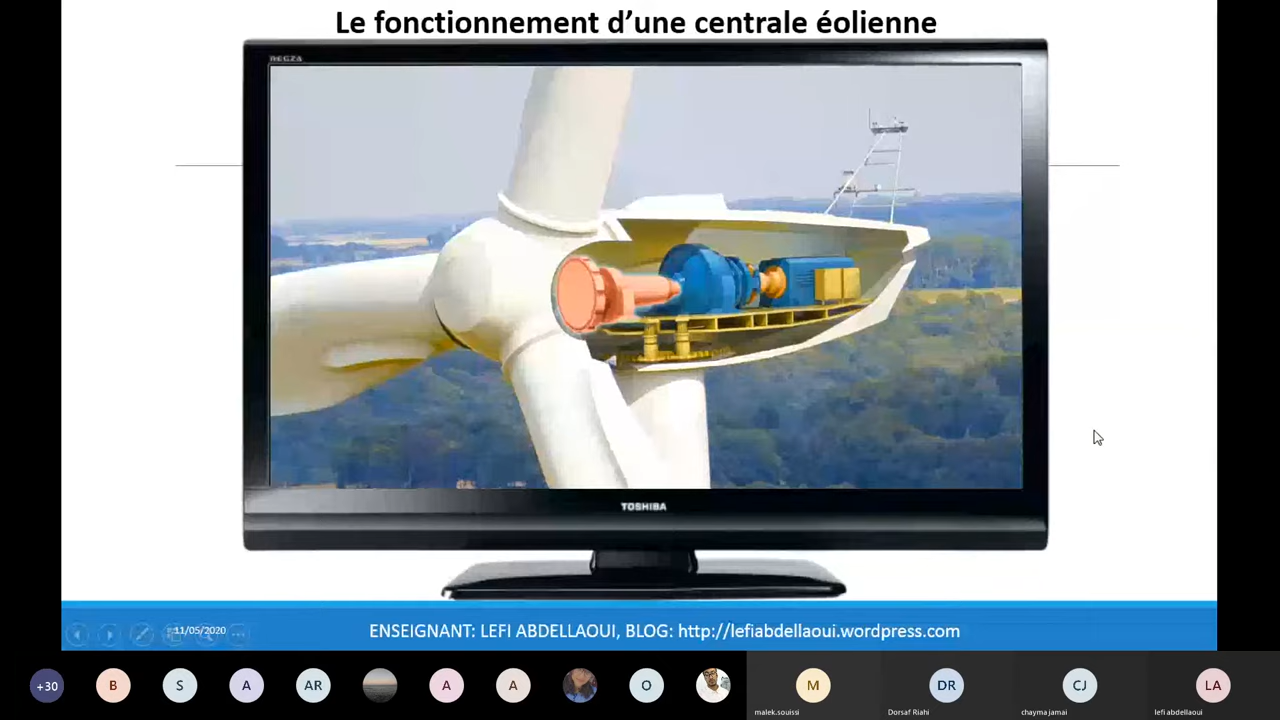 Le fonctionnement d’une centrale éolienne
REGZA
TOSHIBA
11/05/2020
ENSEIGNANT: LEFI ABDELLAOUI, BLOG: http://lefiabdellaoui.wordpress.com
+30
B
S
A
AR
A
A
O
M
DR
CJ
LA
malek.souissi
Dorsaf Riahi
chayma jamai
lefi abdellaoui